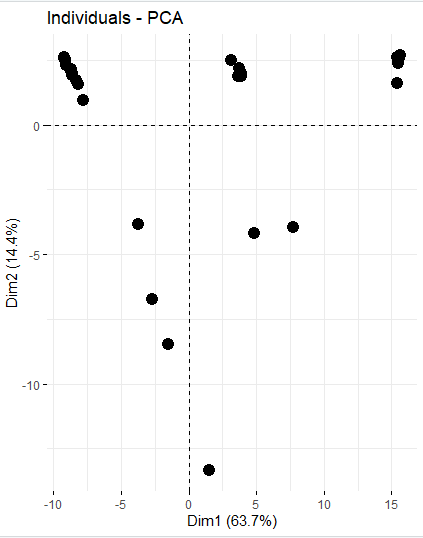 Individuals - PCA
0
-5
-10
Dim2 (14.4%)
-10 -5 0 5 10 15
Dim1 (63.7%)